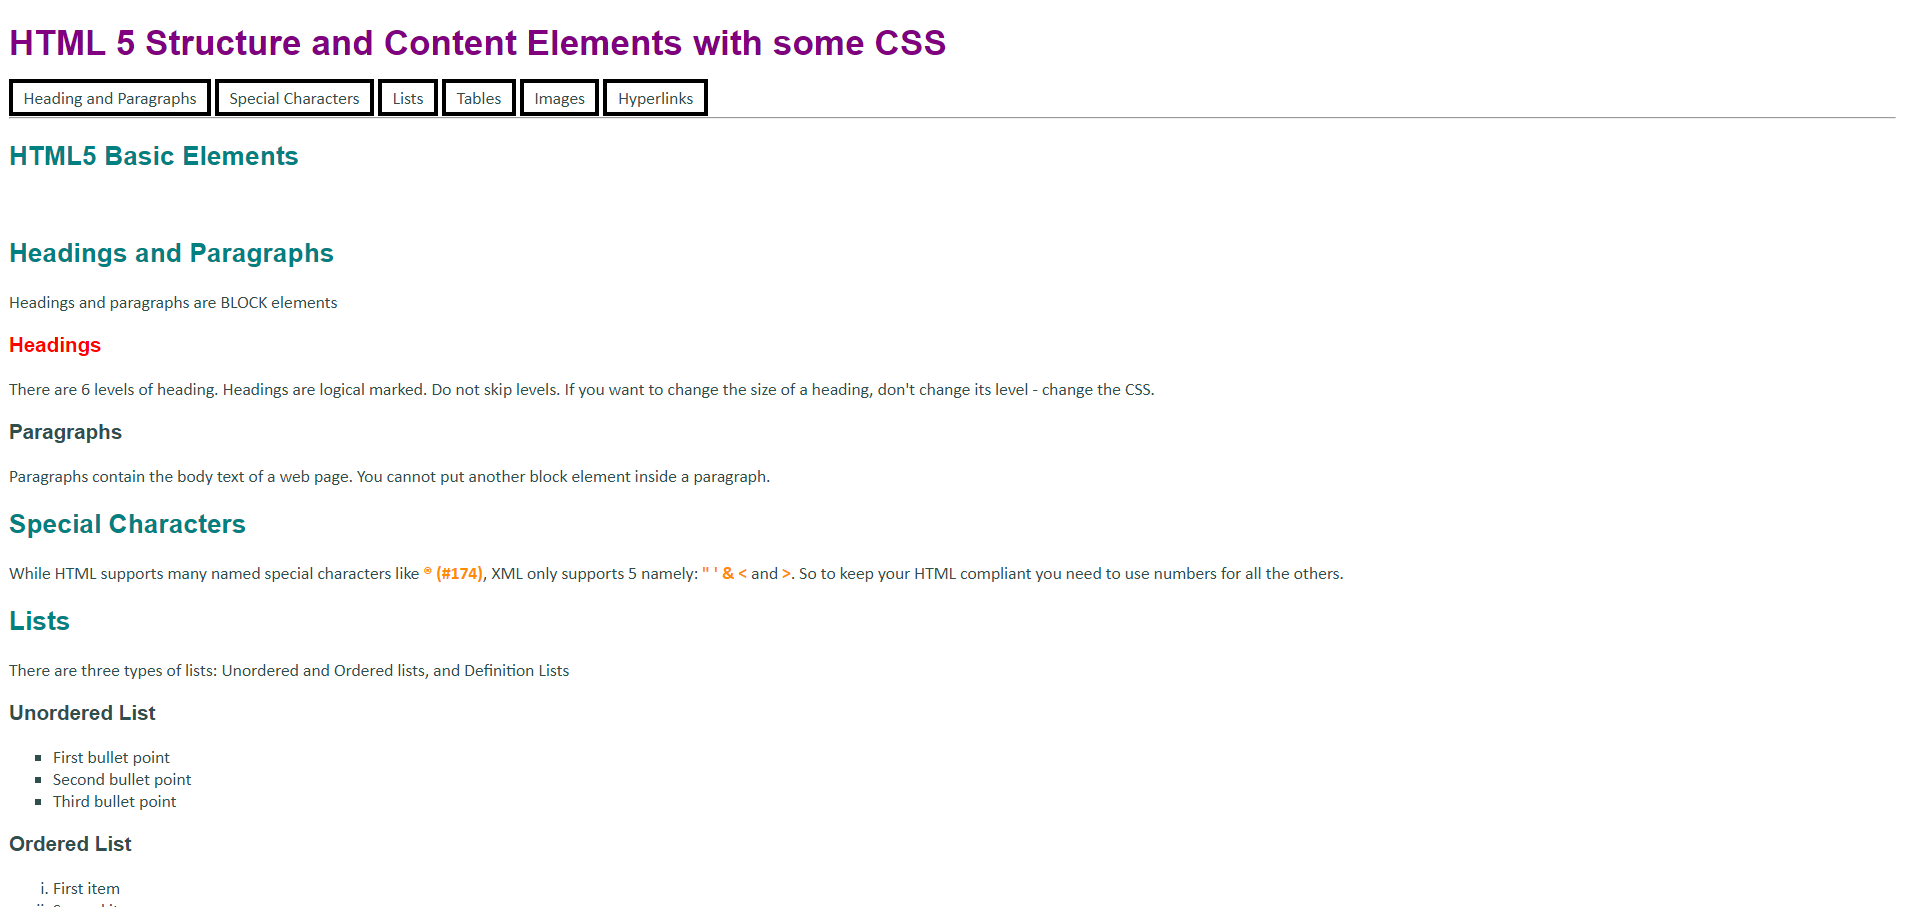 HTML 5 Structure and Content Elements with some CSS
Heading and Paragraphs Special Characters Lists Tables Images Hyperlinks
HTML5 Basic Elements
Headings and Paragraphs
Headings and paragraphs are BLOCK elements
Headings
There are 6 levels of heading. Headings are logical marked. Do not skip levels. If you want to change the size of a heading, don't change its level - change the CSS.
Paragraphs
Paragraphs contain the body text of a web page. You cannot put another block element inside a paragraph.
Special Characters
While HTML supports many named special characters like ® (#174), XML only supports 5 namely: " ' & < and >. So to keep your HTML compliant you need to use numbers for all the others.
Lists
There are three types of lists: Unordered and Ordered lists, and Definition Lists
Unordered List
▪ First bullet point
▪ Second bullet point
▪ Third bullet point
Ordered List
i. First item